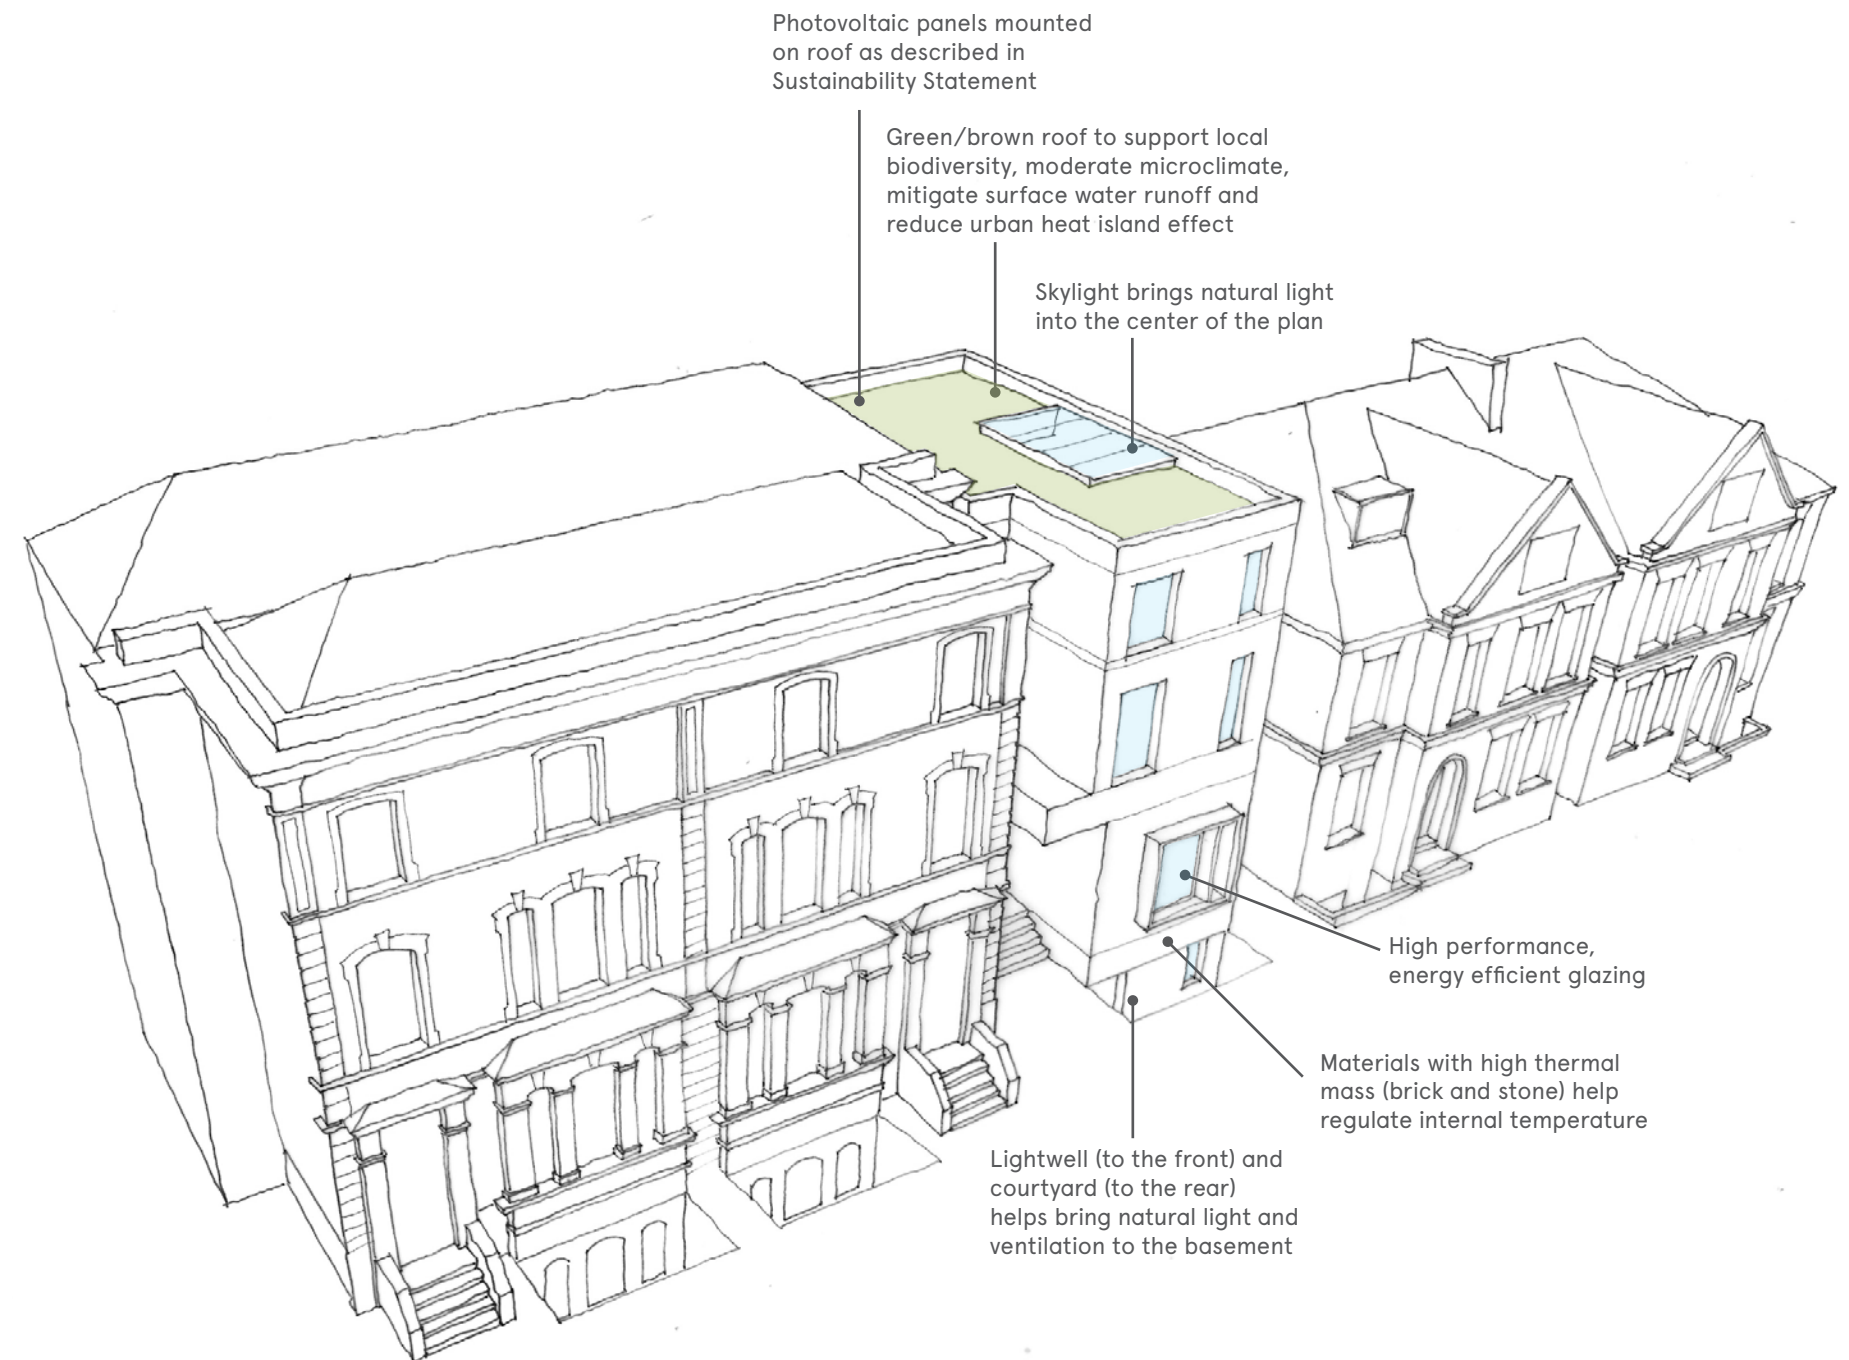 Photovoltaic panels mounted
on roof as described in
Sustainability Statement
Green/brown roof to support local
biodiversity, moderate microclimate,
mitigate surface water runoff and
reduce urban heat island effect
Skylight brings natural light
into the center of the plan
High performance,
energy efficient glazing
Materials with high thermal
mass (brick and stone) help
regulate internal temperature
Lightwell (to the front) and
courtyard (to the rear)
helps bring natural light and
ventilation to the basement